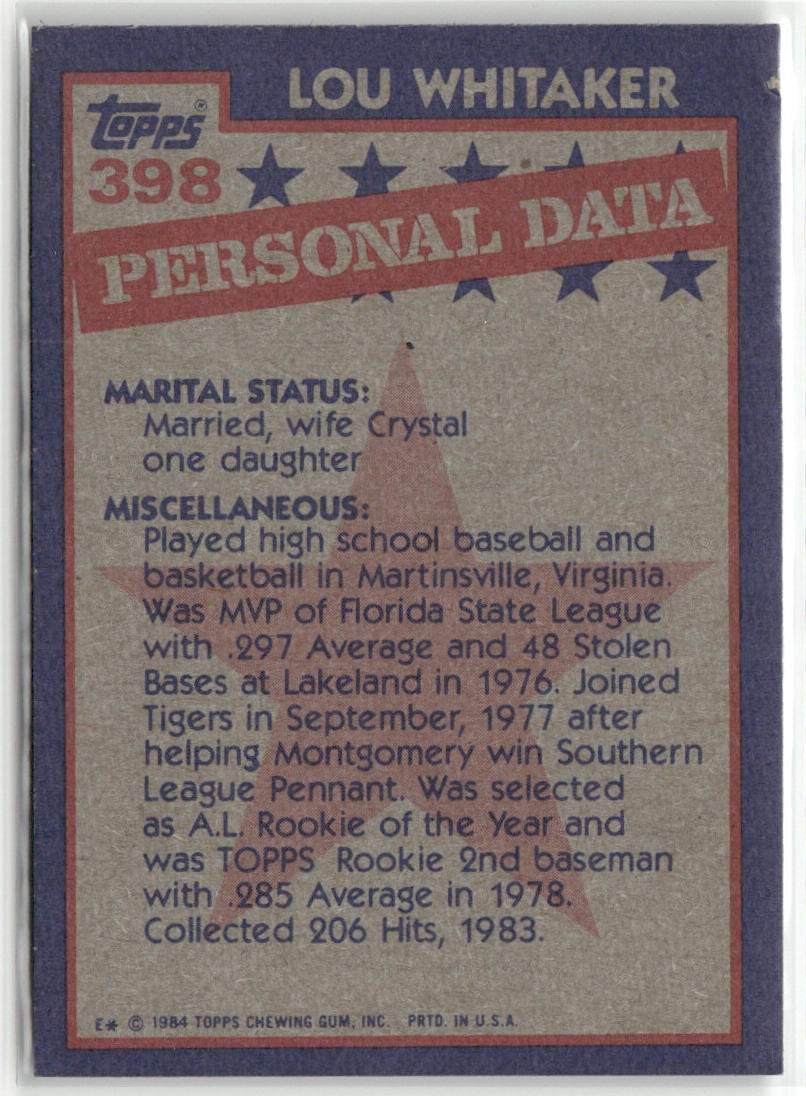 LOU WHITAKER
TOPPS®
398
PERSONAL DATA
MARITAL STATUS:
Married, wife Crystal
one daughter
MISCELLANEOUS:
Played high school baseball and
basketball in Martinsville, Virginia.
Was MVP of Florida State League
with .297 Average and 48 Stolen
Bases at Lakeland in 1976. Joined
Tigers in September, 1977 after
helping Montgomery win Southern
League Pennant. Was selected
as A.L. Rookie of the Year and
was TOPPS Rookie 2nd baseman
with .285 Average in 1978.
Collected 206 Hits, 1983.
E* © 1984 TOPPS CHEWING GUM, INC. PRTD. IN U.S.A.